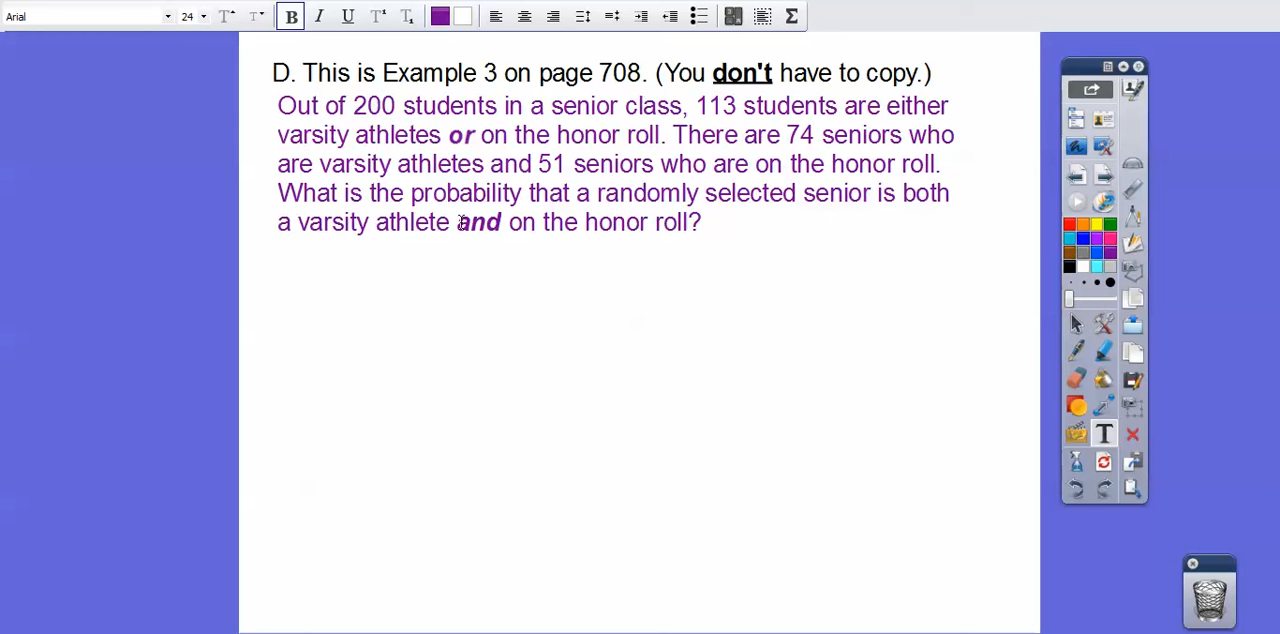 Arial 24 B I U
D. This is Example 3 on page 708. (You don't have to copy.)
Out of 200 students in a senior class, 113 students are either
varsity athletes or on the honor roll. There are 74 seniors who
are varsity athletes and 51 seniors who are on the honor roll.
What is the probability that a randomly selected senior is both
a varsity athlete and on the honor roll?